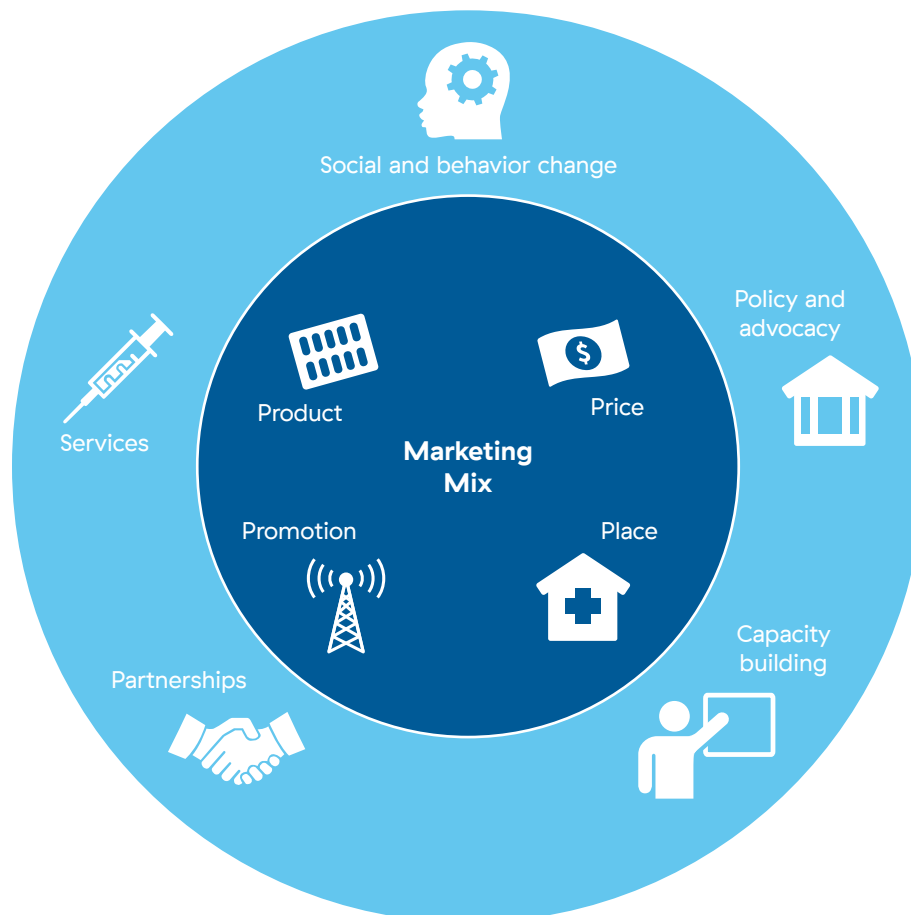 Social and behavior change
Policy and
advocacy
Services
Product
Price
Marketing
Mix
Promotion
Place
Capacity
building
Partnerships
$